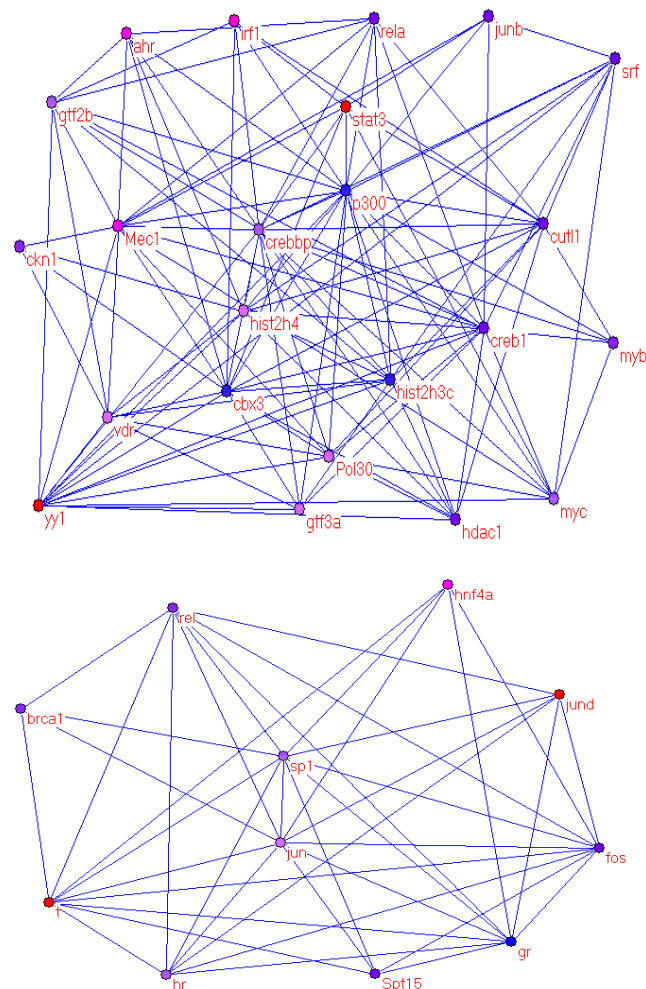 ahr
irf1
rela
junb
srf
gtf2b
stat3
p300
Mec1
crebbp
cutl1
ckn1
hist2h4
creb1
myb
cbx3
hist2h3c
vdr
Pol30
yy1
gtf3a
hdac1
myc
hnf4a
rel
brca1
jund
sp1
jun
fos
f
gr
hr
Spt15